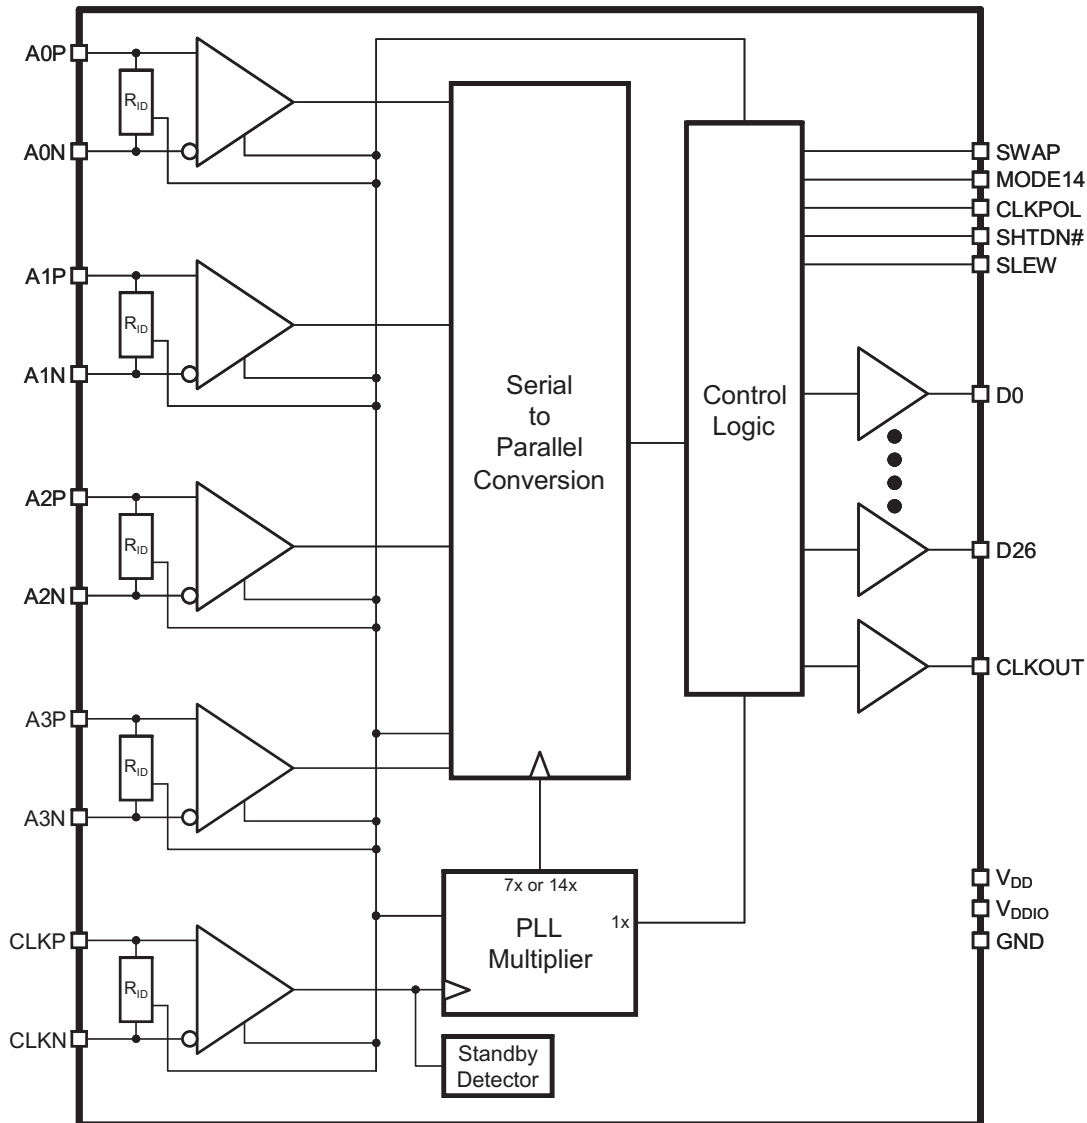 A0P
R_ID
A0N
A1P
R_ID
A1N
A2P
R_ID
A2N
A3P
R_ID
A3N
CLKP
R_ID
CLKN
Serial
to
Parallel
Conversion
7x or 14x
PLL
Multiplier
1x
Standby
Detector
Control
Logic
SWAP
MODE14
CLKPOL
SHTDN#
SLEW
D0
D26
CLKOUT
V_DD
V_DDIO
GND